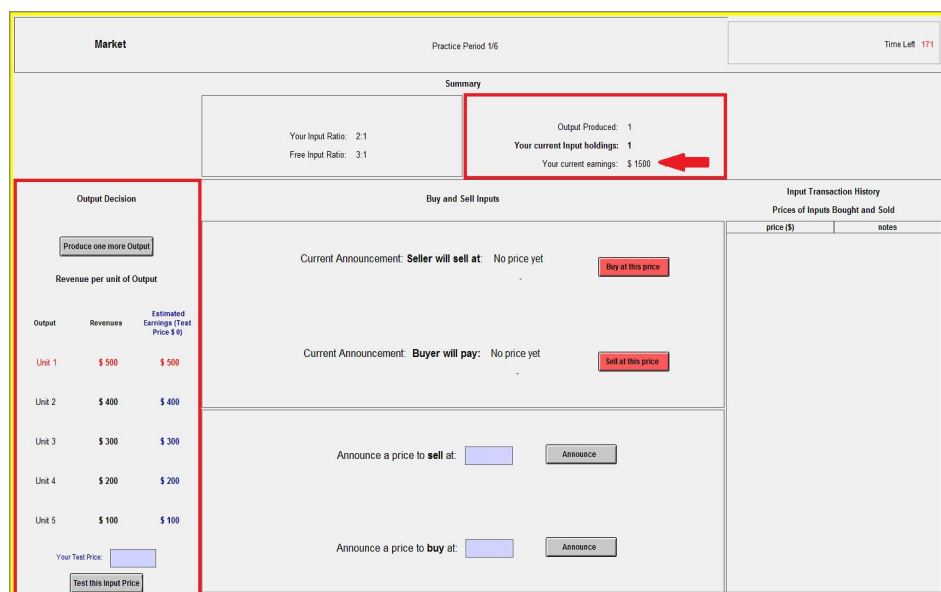 Market
Practice Period 1/6
Time Left 171
Summary
Your Input Ratio: 2:1
Free Input Ratio: 3:1
Output Produced: 1
Your current Input holdings: 1
Your current earnings: $ 1500
Output Decision
Produce one more Output
Revenue per unit of Output
Output Revenues Estimated Earnings (Test Price $ 0)
Unit 1 $ 500 $ 500
Unit 2 $ 400 $ 400
Unit 3 $ 300 $ 300
Unit 4 $ 200 $ 200
Unit 5 $ 100 $ 100
Your Test Price:
Test this Input Price
Buy and Sell Inputs
Current Announcement: Seller will sell at: No price yet
-
Buy at this price
Current Announcement: Buyer will pay: No price yet
-
Sell at this price
Announce a price to sell at:
Announce
Announce a price to buy at:
Announce
Input Transaction History
Prices of Inputs Bought and Sold
price ($) notes